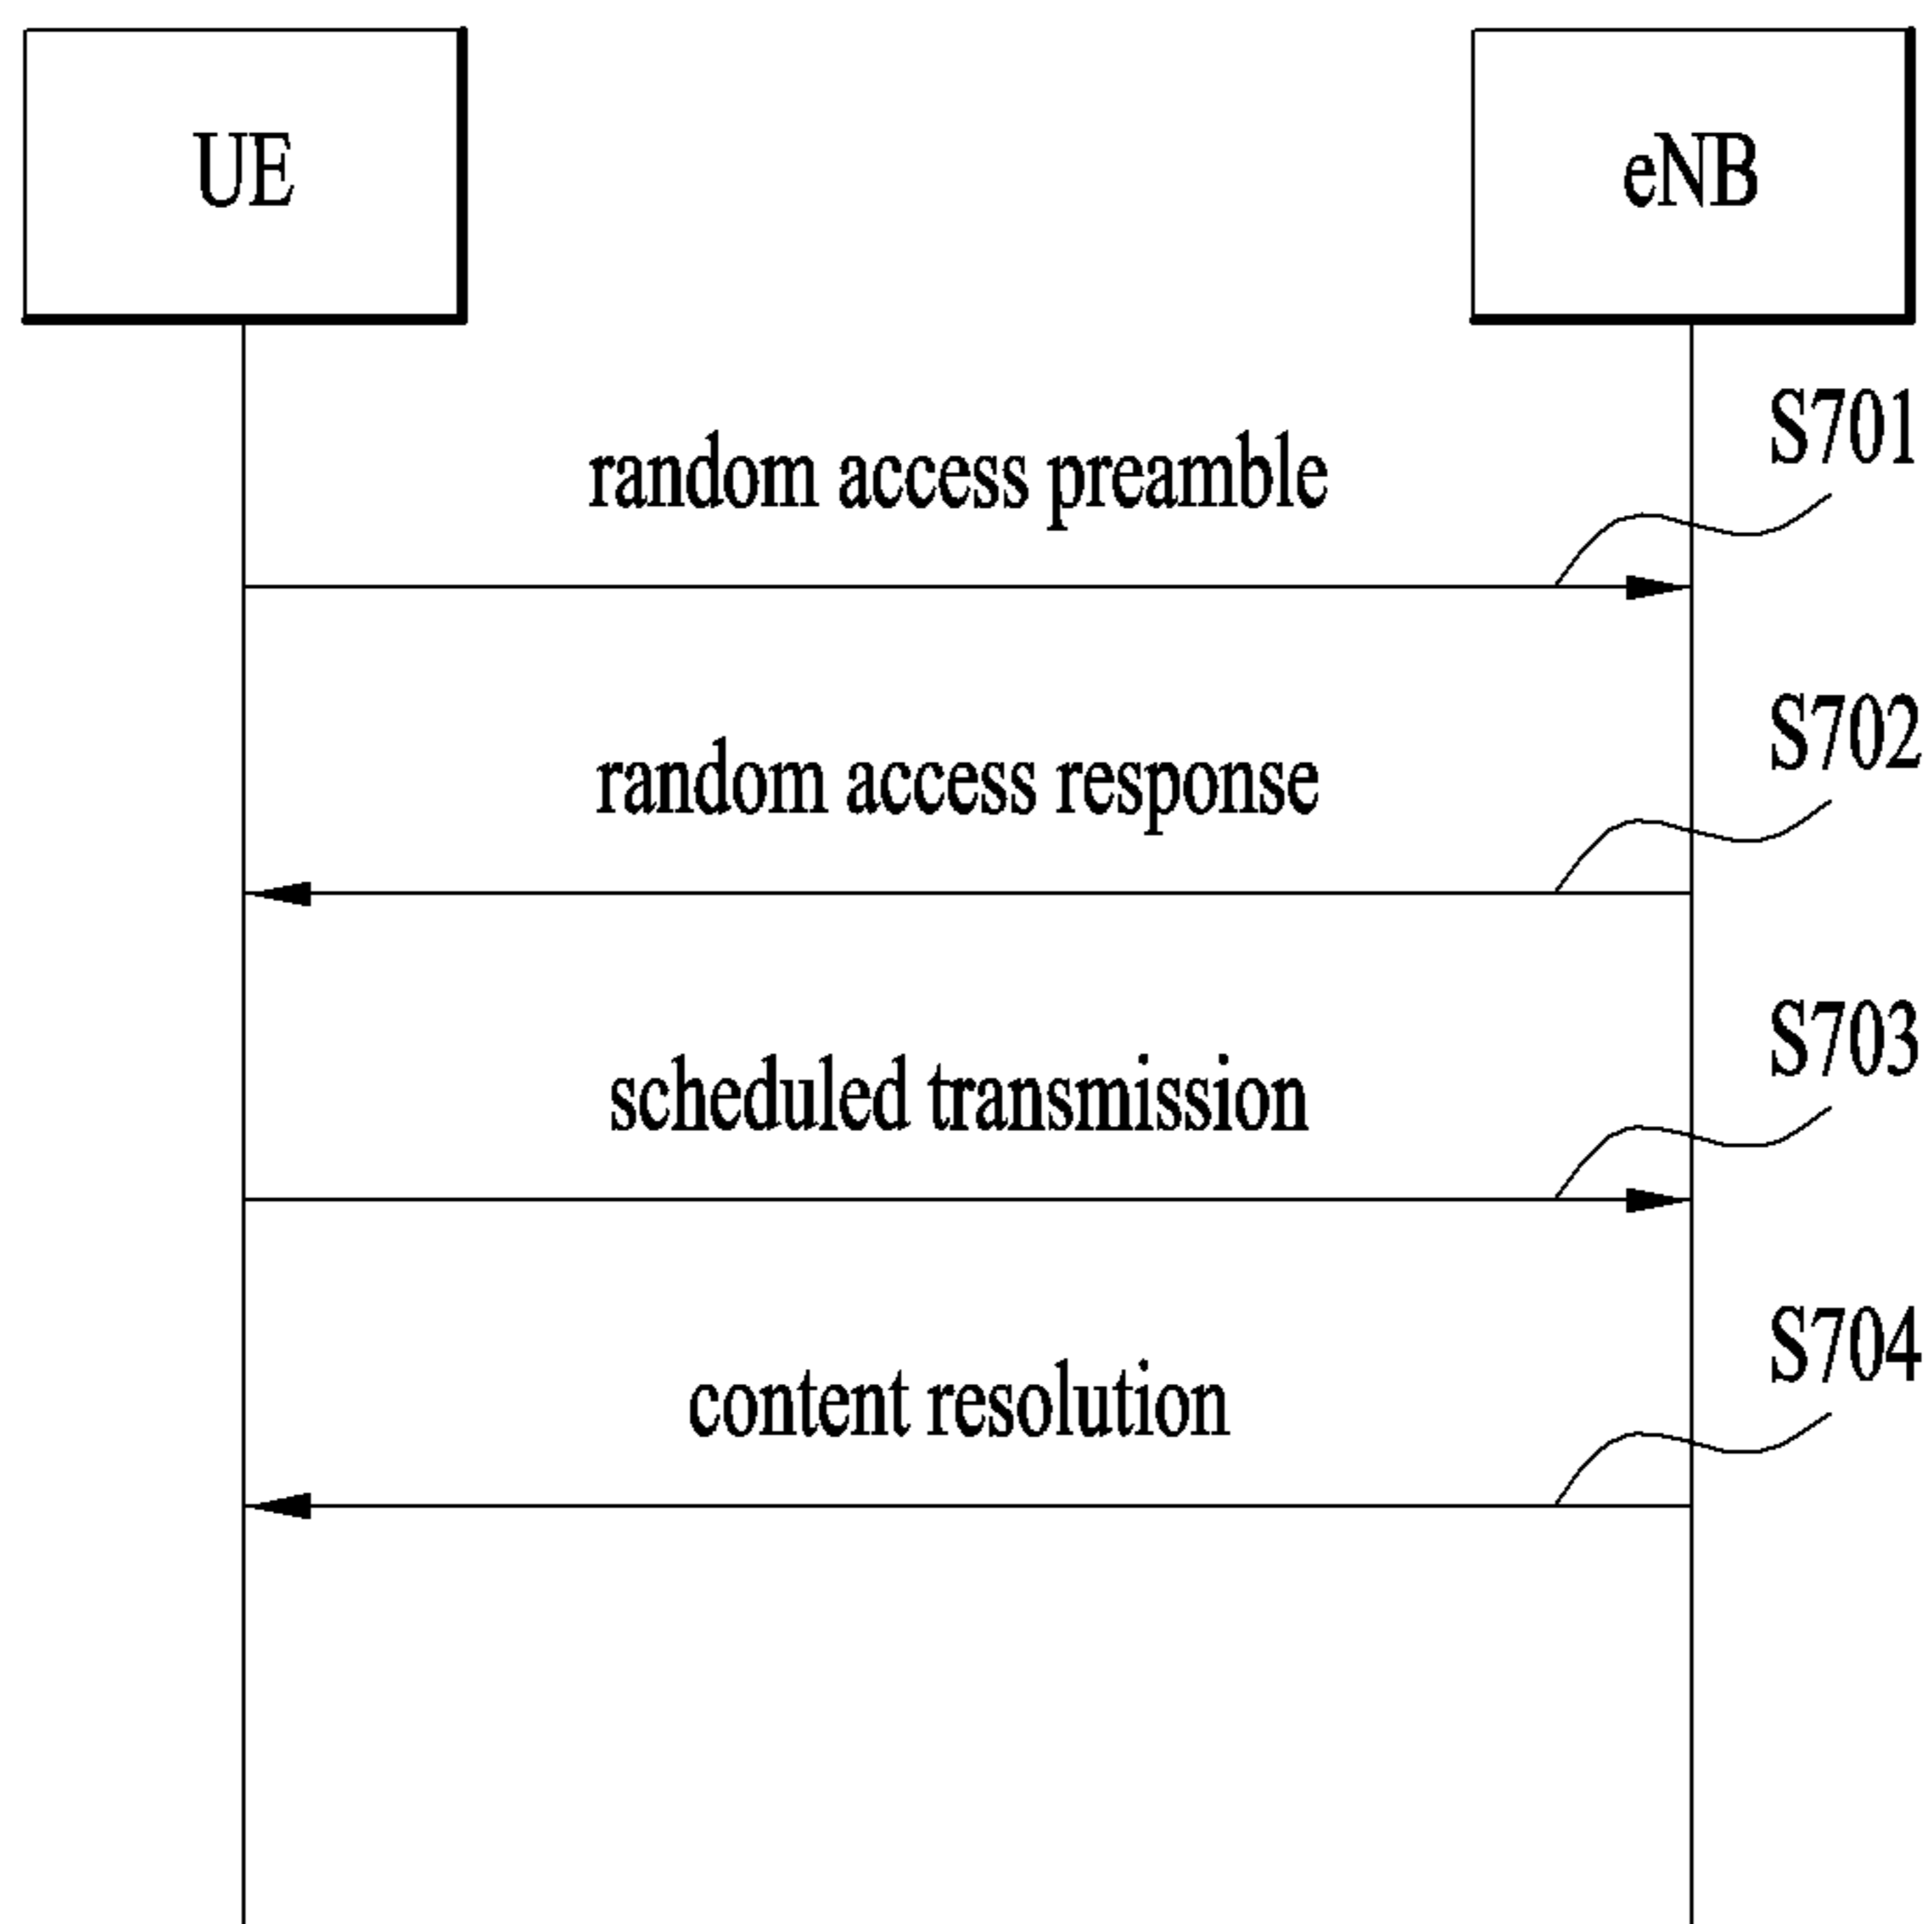 UE
eNB
S701
random access preamble
S702
random access response
S703
scheduled transmission
S704
content resolution